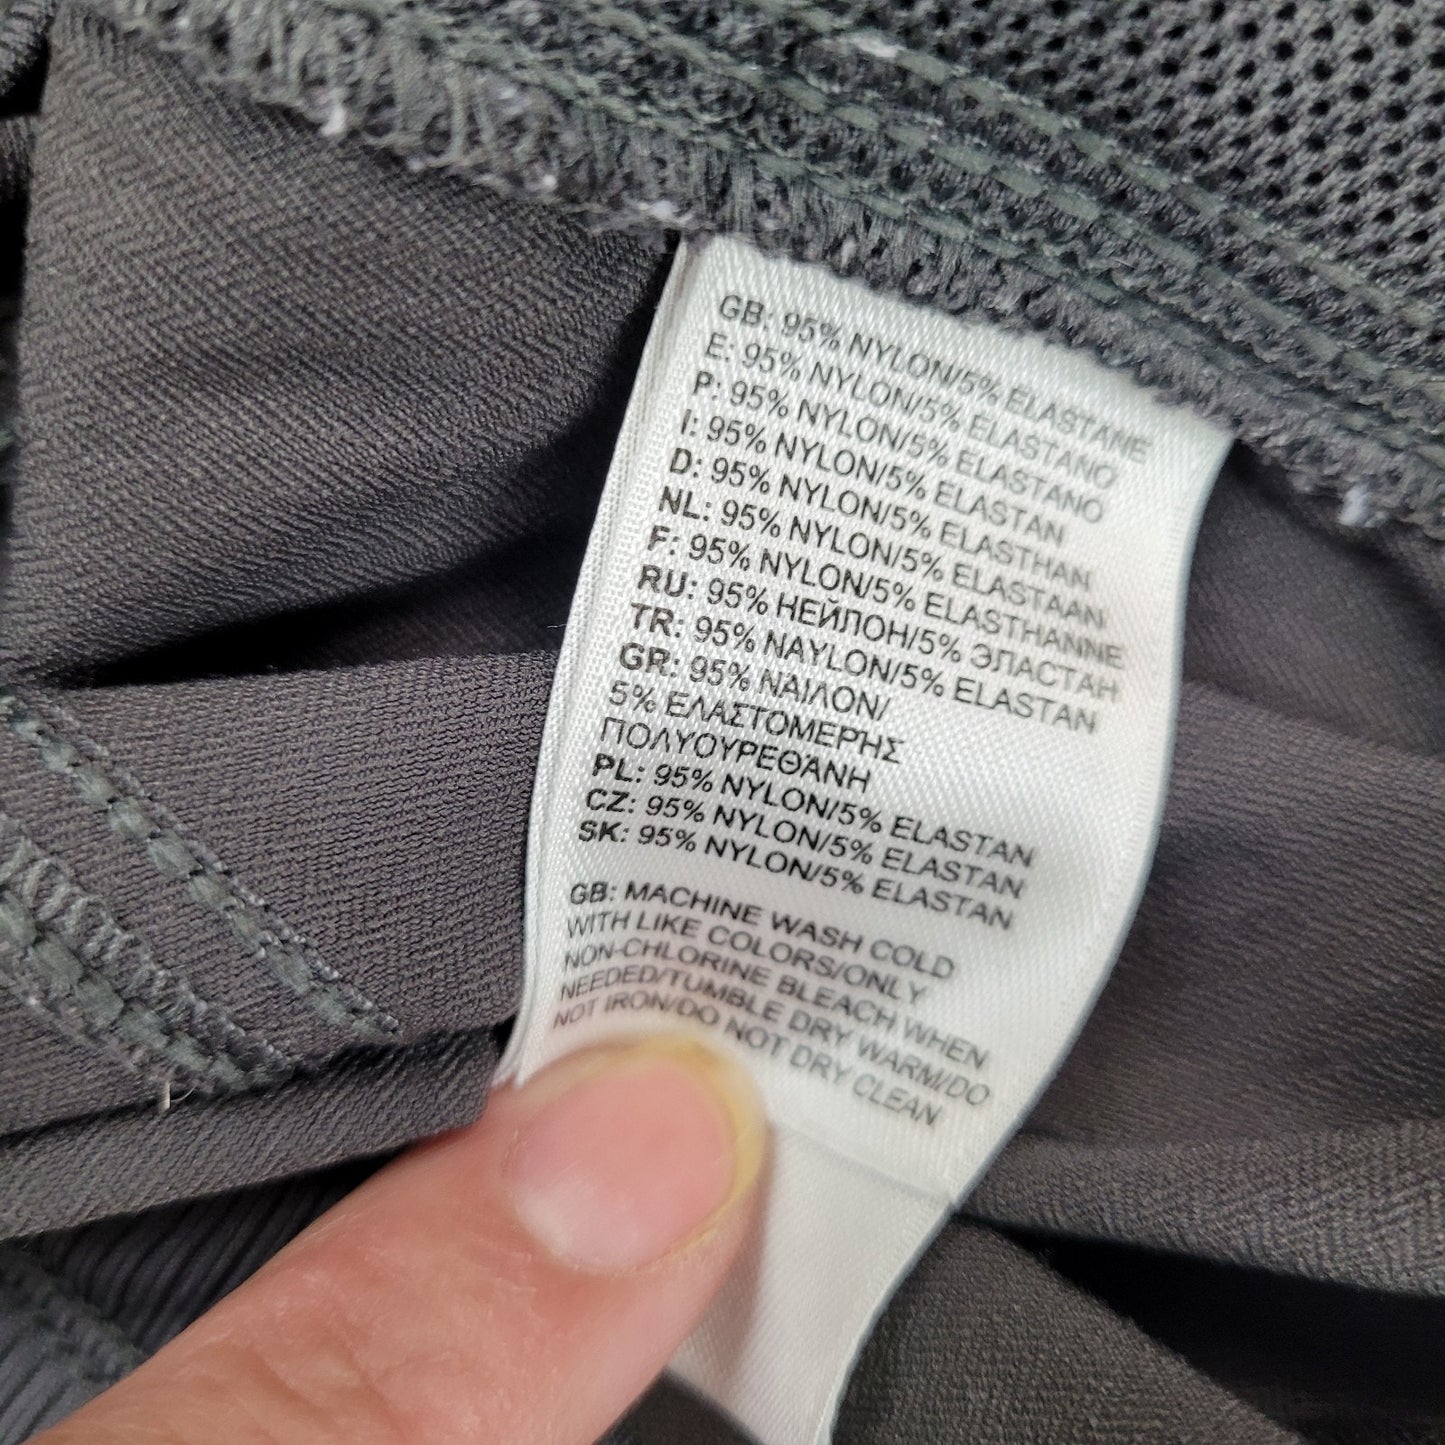 GB: 95% NYLON/5% ELASTANE
E: 95% NYLON/5% ELASTANO
P: 95% NYLON/5% ELASTANO
I: 95% NYLON/5% ELASTAN
D: 95% NYLON/5% ELASTHAN
NL: 95% NYLON/5% ELASTAAN
F: 95% NYLON/5% ELASTHANNE
RU: 95% НЕЙЛОН/5% ЭЛАСТАН
TR: 95% NAYLON/5% ELASTAN
GR: 95% ΝΑΙΛΟΝ/
5% ΕΛΑΣΤΟΜΕΡΉΣ
ΠΟΛΥΟΥΡΕΘΆΝΗ
PL: 95% NYLON/5% ELASTAN
CZ: 95% NYLON/5% ELASTAN
SK: 95% NYLON/5% ELASTAN
GB: MACHINE WASH COLD
WITH LIKE COLORS/ONLY
NON-CHLORINE BLEACH WHEN
NEEDED/TUMBLE DRY WARM/DO
NOT IRON/DO NOT DRY CLEAN